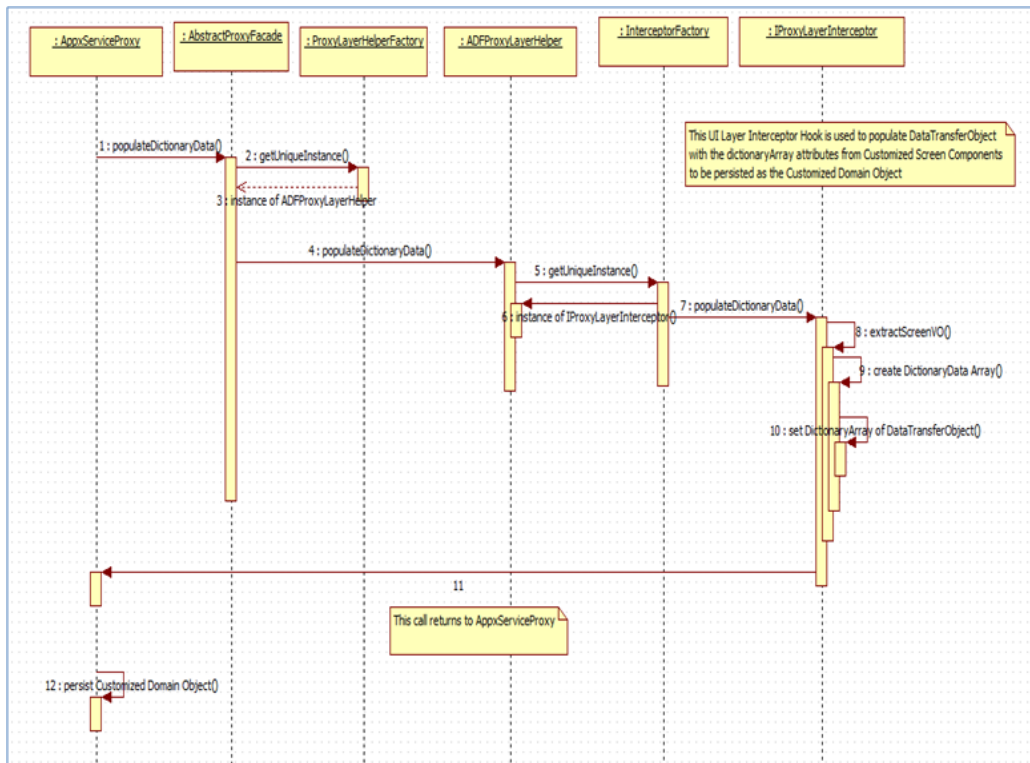 : AppxServiceProxy
: AbstractProxyFacade
: ProxyLayerHelperFactory
: ADFProxyLayerHelper
: InterceptorFactory
: IProxyLayerInterceptor
This UI Layer Interceptor Hook is used to populate DataTransferObject
with the dictionaryArray attributes from Customized Screen Components
to be persisted as the Customized Domain Object
1 : populateDictionaryData()
2 : getUniqueInstance()
3 : instance of ADFProxyLayerHelper
4 : populateDictionaryData()
5 : getUniqueInstance()
6 : instance of IProxyLayerInterceptor()
7 : populateDictionaryData()
8 : extractScreenVO()
9 : create DictionaryData Array()
10 : set DictionaryArray of DataTransferObject()
11
This call returns to AppxServiceProxy
12 : persist Customized Domain Object()